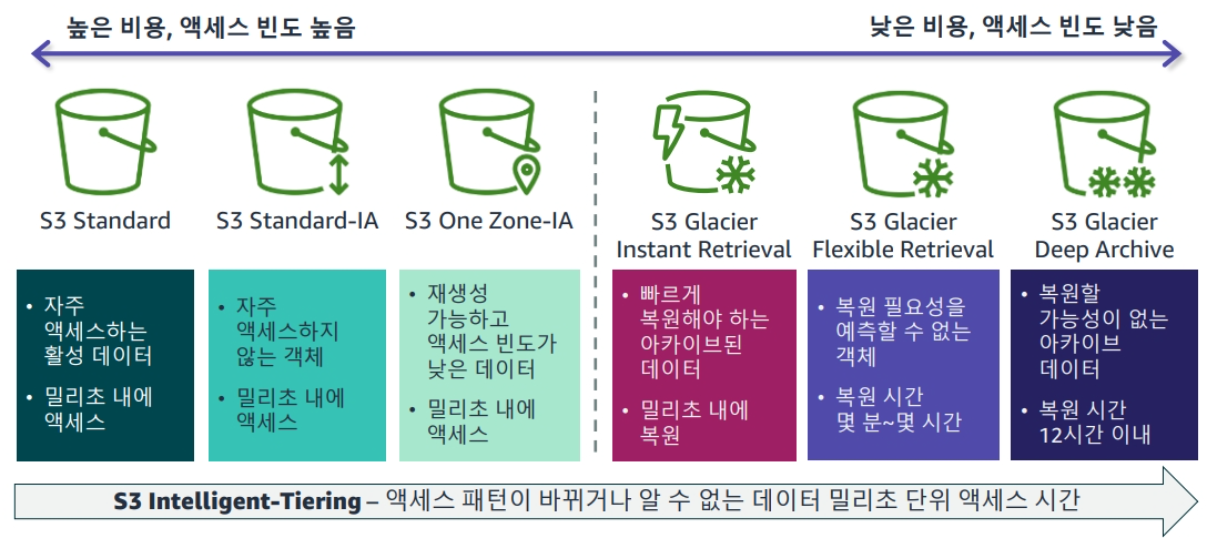 높은 비용, 액세스 빈도 높음
낮은 비용, 액세스 빈도 낮음
S3 Standard
S3 Standard-IA
S3 One Zone-IA
S3 Glacier
Instant Retrieval
S3 Glacier
Flexible Retrieval
S3 Glacier
Deep Archive
• 자주
액세스하는
활성 데이터
• 밀리초 내에
액세스
• 자주
액세스하지
않는 객체
• 밀리초 내에
액세스
• 재생성
가능하고
액세스 빈도가
낮은 데이터
• 밀리초 내에
액세스
• 빠르게
복원해야 하는
아카이브된
데이터
• 밀리초 내에
복원
• 복원 필요성을
예측할 수 없는
객체
• 복원 시간
몇 분~몇 시간
• 복원할
가능성이 없는
아카이브
데이터
• 복원 시간
12시간 이내
S3 Intelligent-Tiering – 액세스 패턴이 바뀌거나 알 수 없는 데이터 밀리초 단위 액세스 시간